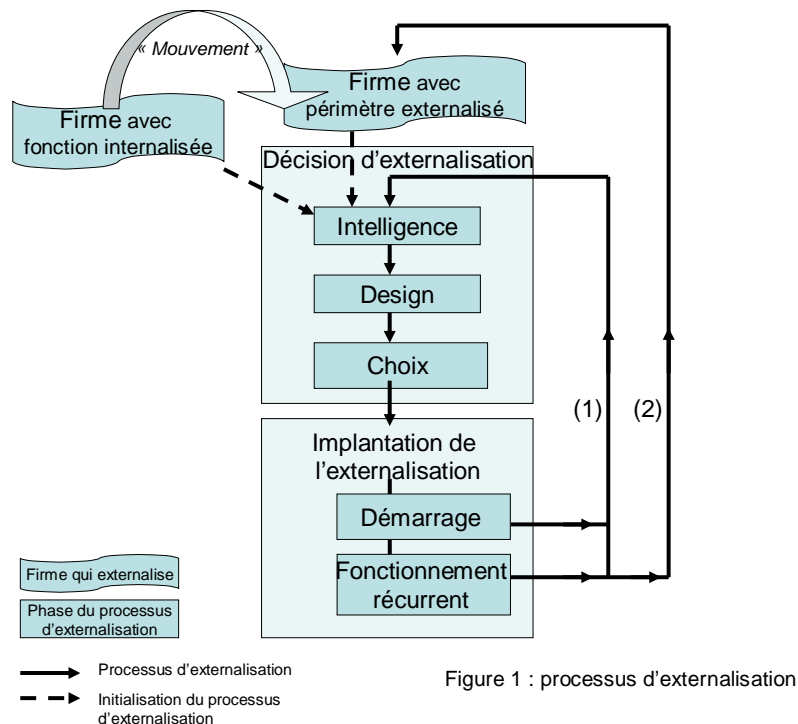 « Mouvement »
Firme avec
périmètre externalisé
Firme avec
fonction internalisée
Décision d’externalisation
Intelligence
Design
Choix
(1)
(2)
Implantation de
l’externalisation
Démarrage
Fonctionnement
récurrent
Firme qui externalise
Phase du processus
d’externalisation
Processus d’externalisation
Initialisation du processus
d’externalisation
Figure 1 : processus d’externalisation